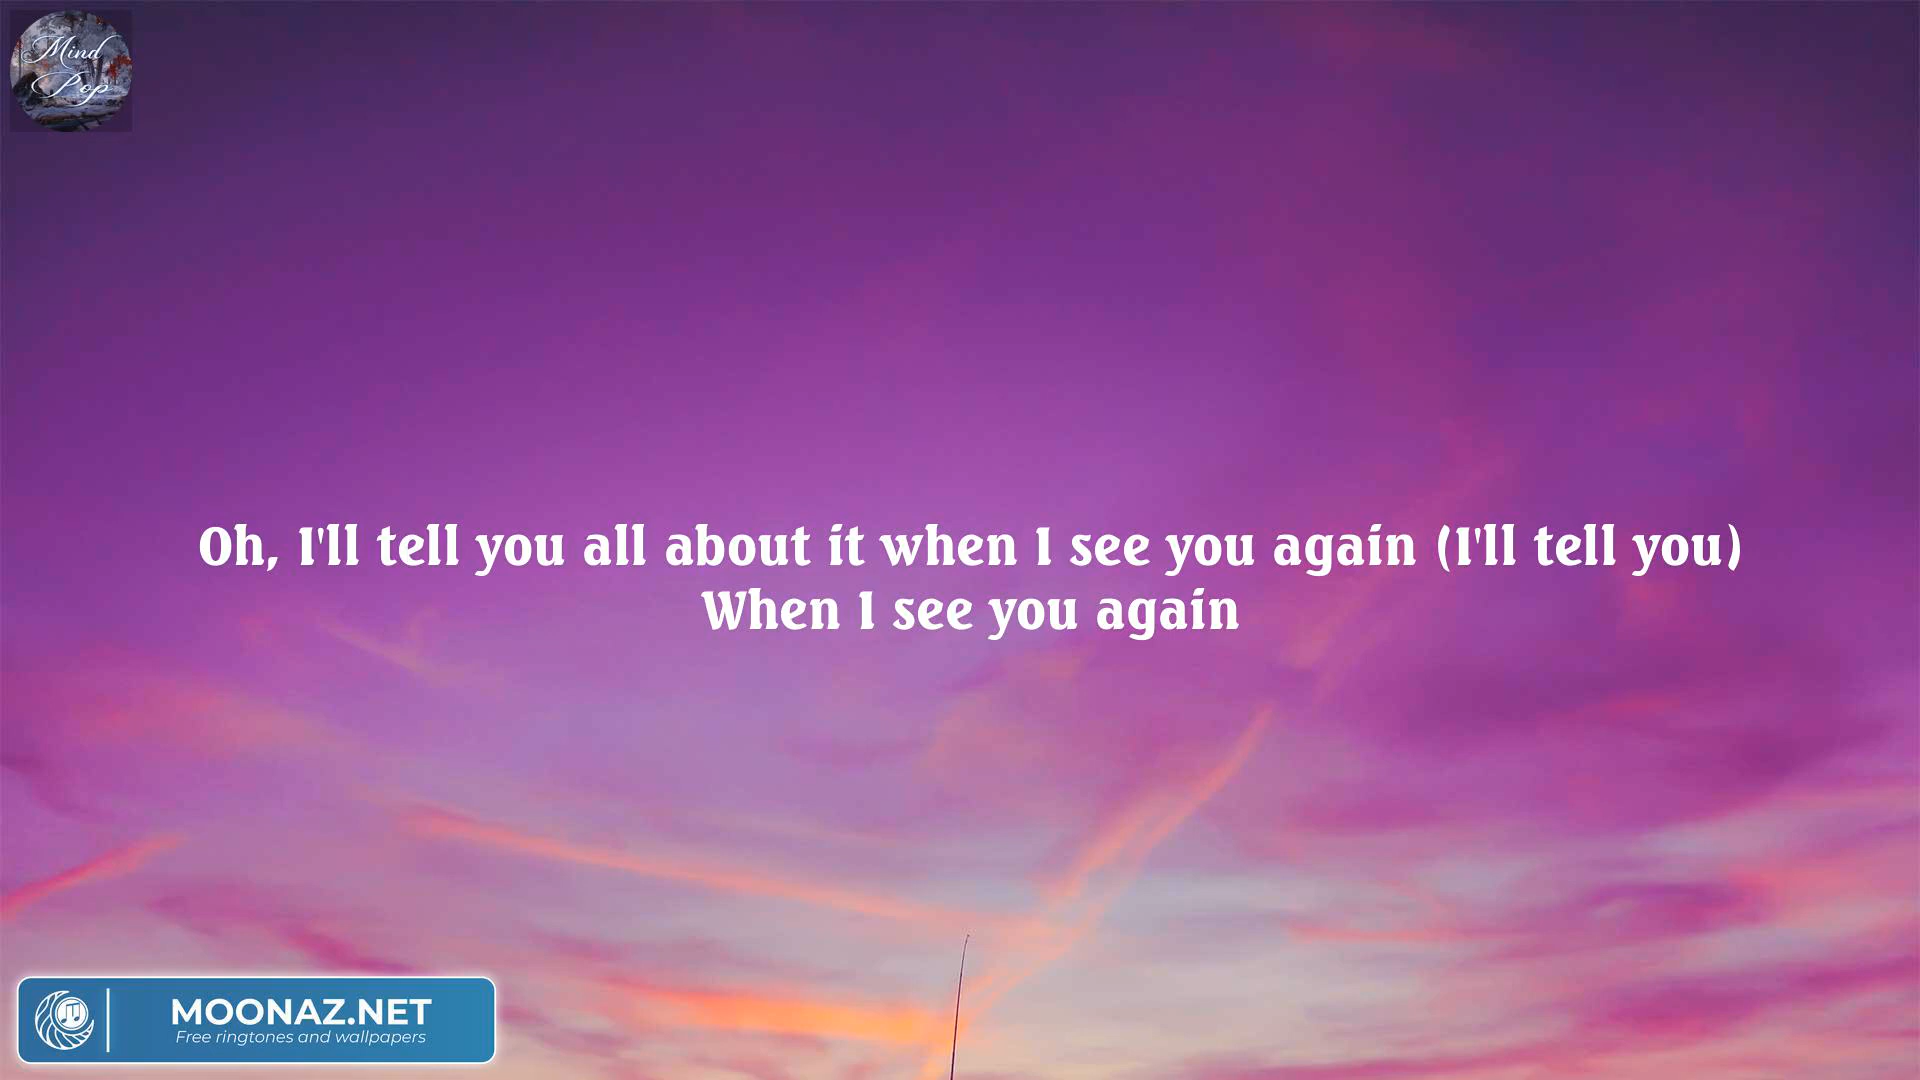 Mind
Pop
Oh, I'll tell you all about it when I see you again (I'll tell you)
When I see you again
MOONAZ.NET
Free ringtones and wallpapers